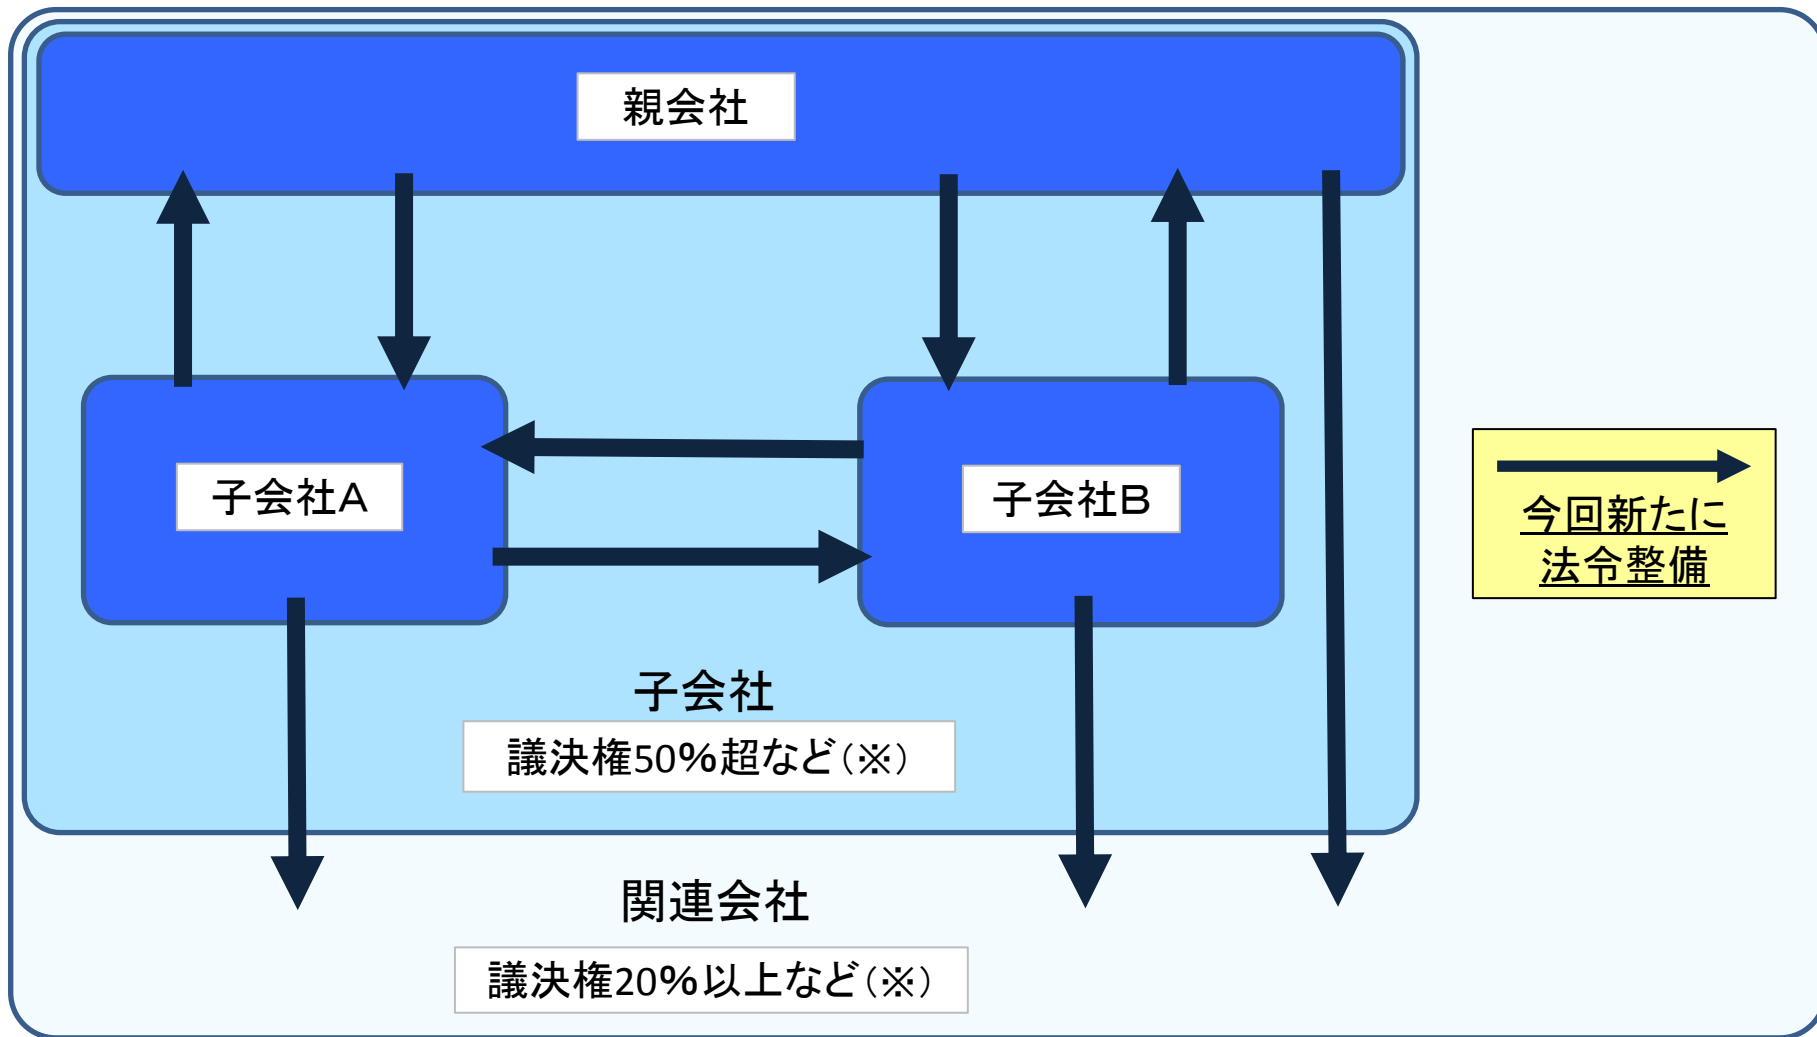 親会社
子会社A
子会社B
今回新たに
法令整備
子会社
議決権50%超など(※)
関連会社
議決権20%以上など(※)